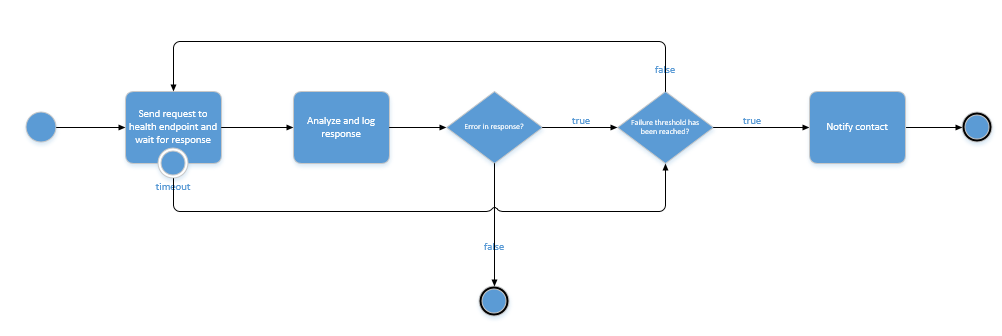 false
Send request to
health endpoint and
wait for response
Analyze and log
response
Error in response?
true
Failure threshold has
been reached?
true
Notify contact
timeout
false